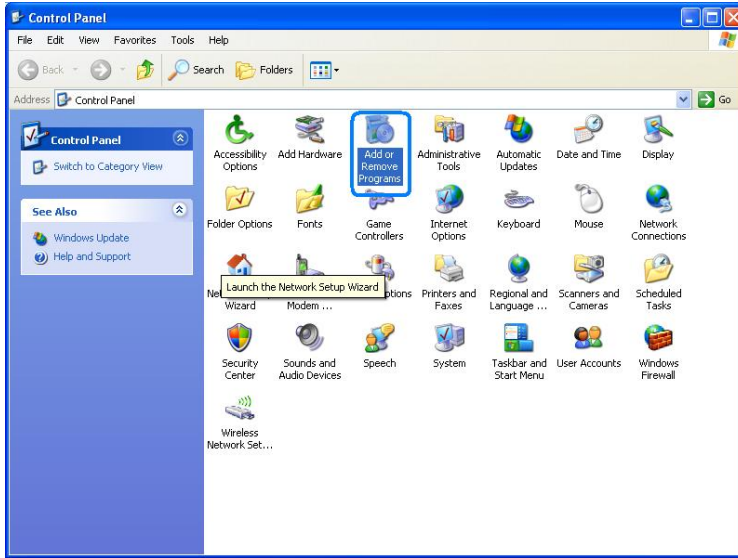 Control Panel
File Edit View Favorites Tools Help
Back Search Folders
Address Control Panel Go
Control Panel
Switch to Category View
See Also
Windows Update
Help and Support
Accessibility Options
Add Hardware
Add or Remove Programs
Administrative Tools
Automatic Updates
Date and Time
Display
Folder Options
Fonts
Game Controllers
Internet Options
Keyboard
Mouse
Network Connections
Launch the Network Setup Wizard
Wizard
Modem ...
Printers and Faxes
Regional and Language ...
Scanners and Cameras
Scheduled Tasks
Security Center
Sounds and Audio Devices
Speech
System
Taskbar and Start Menu
User Accounts
Windows Firewall
Wireless Network Set...